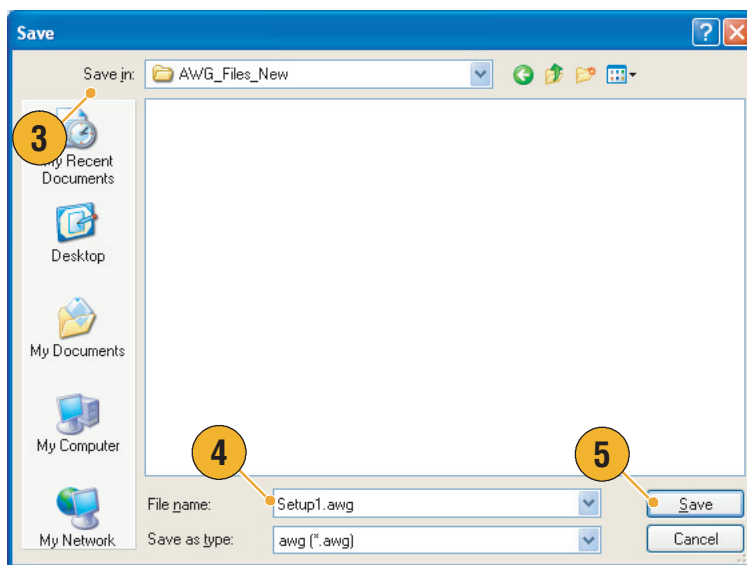 Save
Save in: AWG_Files_New
3
My Recent
Documents
Desktop
My Documents
My Computer
My Network
4
5
File name: Setup1.awg Save
Save as type: awg (*.awg) Cancel